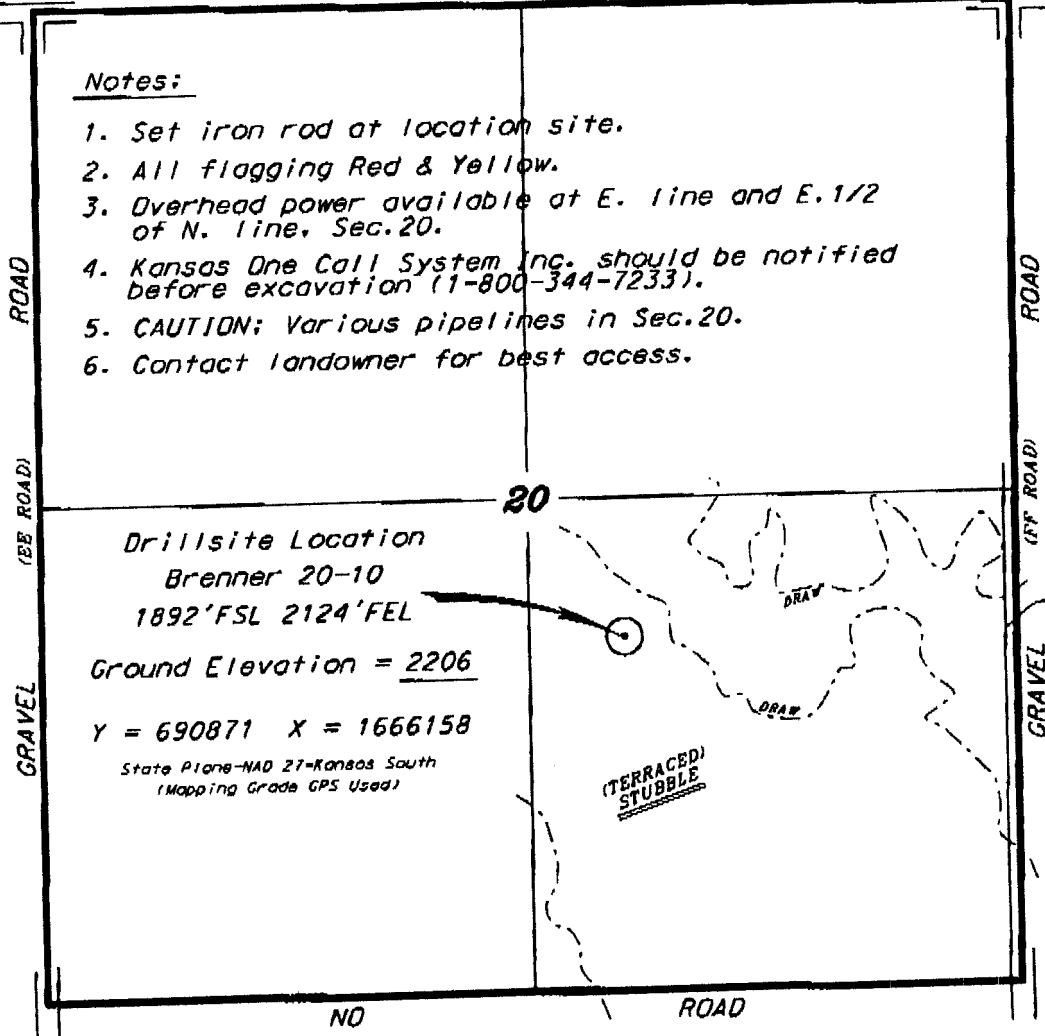 Notes:
1. Set iron rod at location site.
2. All flagging Red & Yellow.
3. Overhead power available at E. line and E.1/2
of N. line, Sec.20.
4. Kansas One Call System Inc. should be notified
before excavation (1-800-344-7233).
5. CAUTION: Various pipelines in Sec.20.
6. Contact landowner for best access.
ROAD
(EE ROAD)
GRAVEL
ROAD
(FF ROAD)
GRAVEL
20
Drillsite Location
Brenner 20-10
1892'FSL 2124'FEL
Ground Elevation = 2206
Y = 690871 X = 1666158
State Plane-NAD 27-Kansas South
(Mapping Grade GPS Used)
DRAW
DRAW
(TERRACED)
STUBBLE
NO ROAD